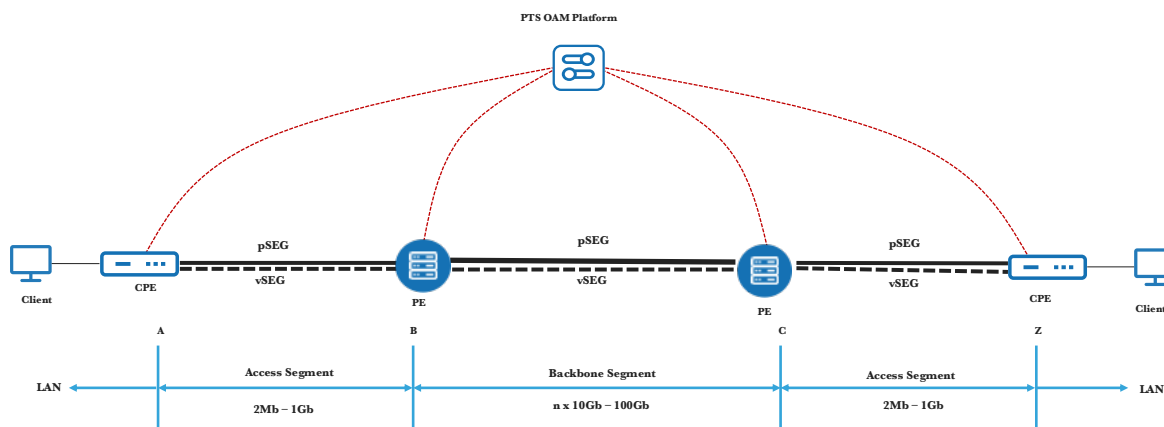 PTS OAM Platform
pSEG
pSEG
pSEG
vSEG
vSEG
vSEG
Client
CPE
PE
PE
CPE
Client
A
B
C
Z
LAN
Access Segment
Backbone Segment
Access Segment
LAN
2Mb – 1Gb
n x 10Gb – 100Gb
2Mb – 1Gb